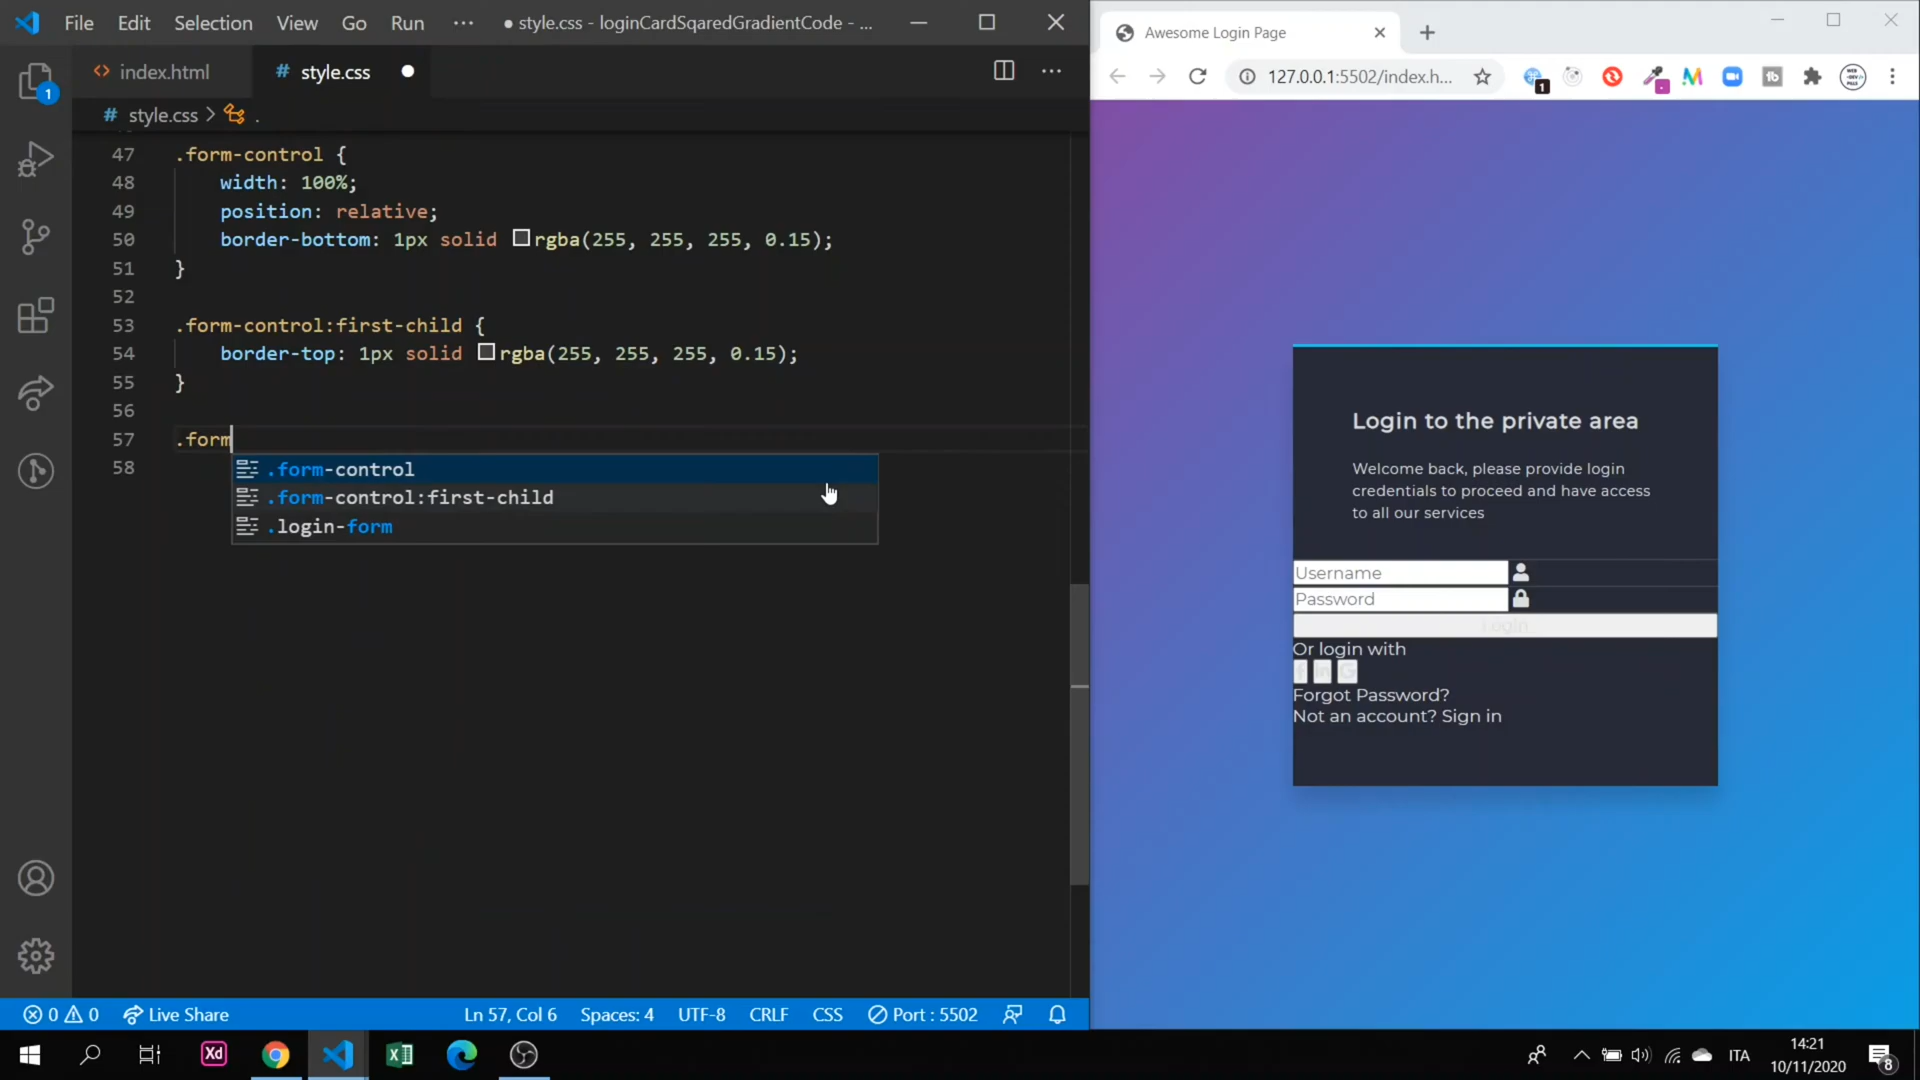 File Edit Selection View Go Run ··· ● style.css - loginCardSqaredGradientCode - ...
index.html
# style.css ●
# style.css > .
47 .form-control {
48 width: 100%;
49 position: relative;
50 border-bottom: 1px solid rgba(255, 255, 255, 0.15);
51 }
52
53 .form-control:first-child {
54 border-top: 1px solid rgba(255, 255, 255, 0.15);
55 }
56
57 .form
58
.form-control
.form-control:first-child
.login-form
1
0 0 Live Share Ln 57, Col 6 Spaces: 4 UTF-8 CRLF CSS Port : 5502
Awesome Login Page
127.0.0.1:5502/index.h...
1
Login to the private area
Welcome back, please provide login
credentials to proceed and have access
to all our services
Username
Password
Login
Or login with
f in G
Forgot Password?
Not an account? Sign in
Xd
ITA
14:21
10/11/2020
8